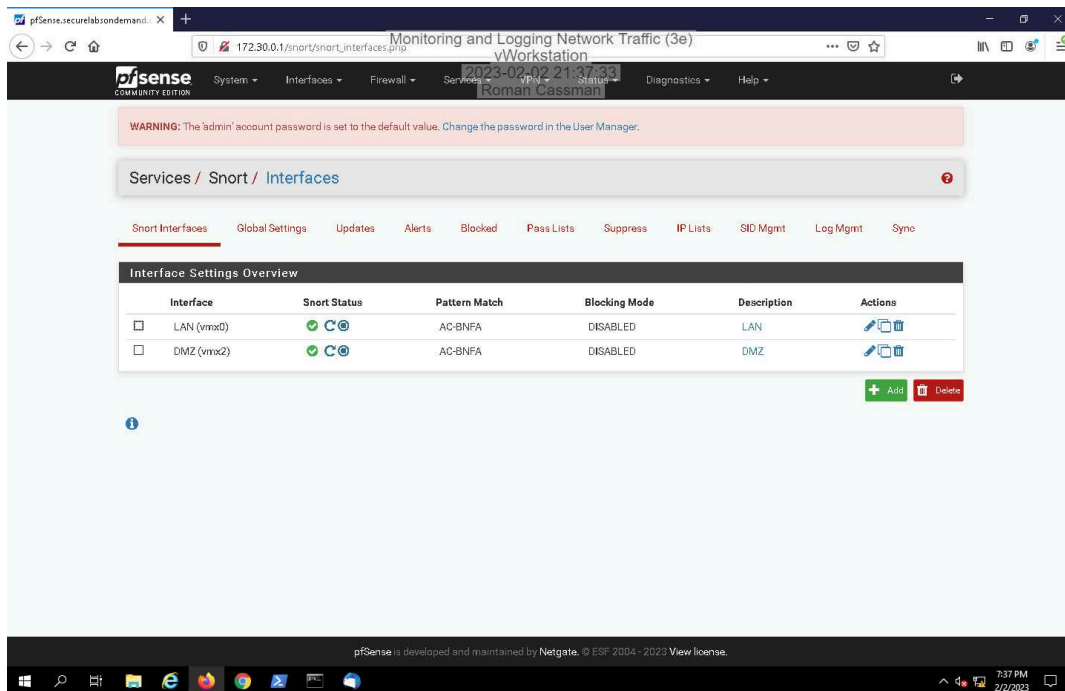 pfSense.securelabsondemand.c
172.30.0.1/snort/snort_interfaces.php
Monitoring and Logging Network Traffic (3e)
vWorkstation
2023-02-02 21:37:33
Roman Cassman
pfsense
COMMUNITY EDITION
System
Interfaces
Firewall
Services
VPN
Status
Diagnostics
Help
WARNING: The 'admin' account password is set to the default value. Change the password in the User Manager.
Services / Snort / Interfaces
Snort Interfaces Global Settings Updates Alerts Blocked Pass Lists Suppress IP Lists SID Mgmt Log Mgmt Sync
Interface Settings Overview
Interface Snort Status Pattern Match Blocking Mode Description Actions
LAN (vmx0) AC-BNFA DISABLED LAN
DMZ (vmx2) AC-BNFA DISABLED DMZ
Add Delete
pfSense is developed and maintained by Netgate. © ESF 2004 - 2023 View license.
7:37 PM
2/2/2023